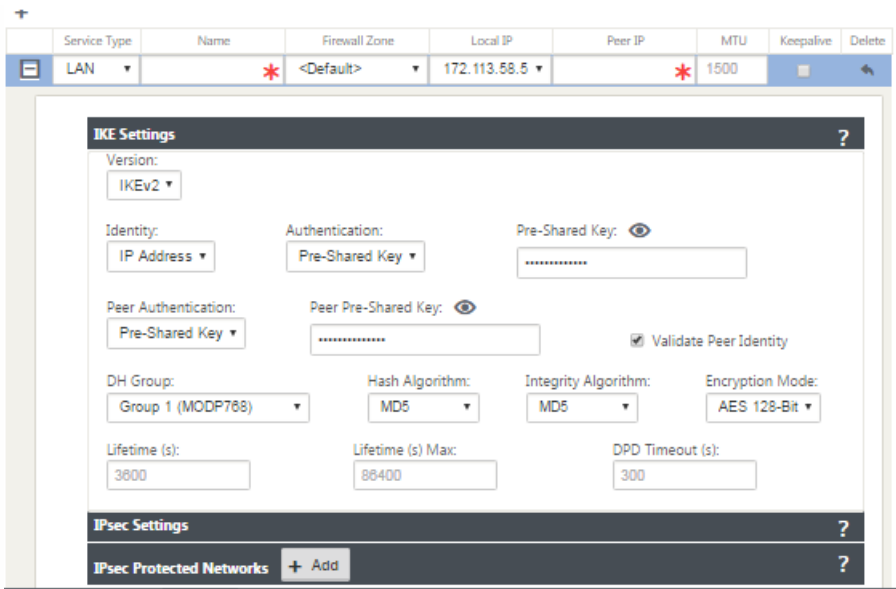 +
Service Type Name Firewall Zone Local IP Peer IP MTU Keepalive Delete
LAN * <Default> 172.113.58.5 * 1500
IKE Settings ?
Version:
IKEv2
Identity: Authentication: Pre-Shared Key:
IP Address Pre-Shared Key •••••••••••••
Peer Authentication: Peer Pre-Shared Key:
Pre-Shared Key •••••••••••••• Validate Peer Identity
DH Group: Hash Algorithm: Integrity Algorithm: Encryption Mode:
Group 1 (MODP768) MD5 MD5 AES 128-Bit
Lifetime (s): Lifetime (s) Max: DPD Timeout (s):
3600 86400 300
IPsec Settings ?
IPsec Protected Networks + Add ?